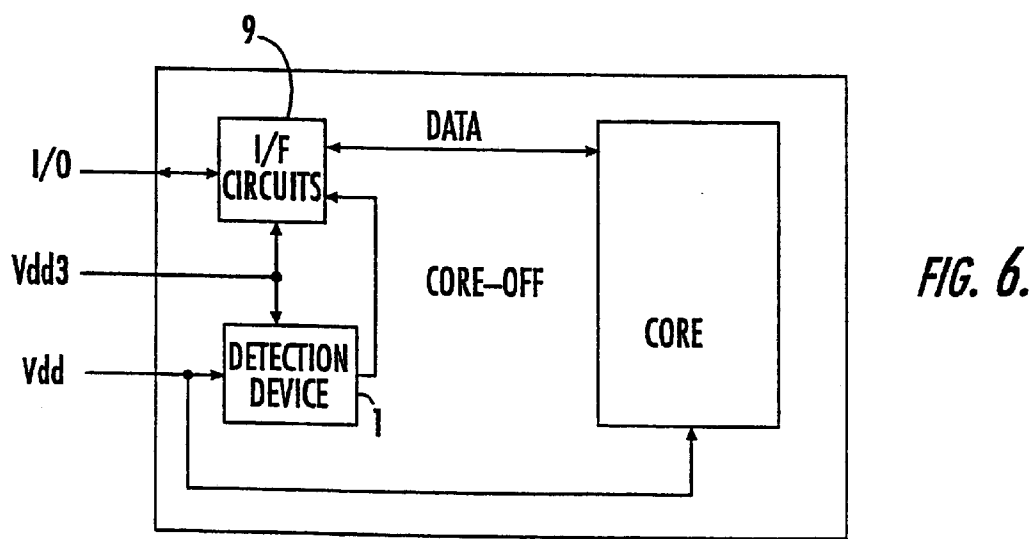 9
I/F
CIRCUITS
DATA
I/O
Vdd3
CORE–OFF
FIG. 6.
CORE
Vdd
DETECTION
DEVICE
1